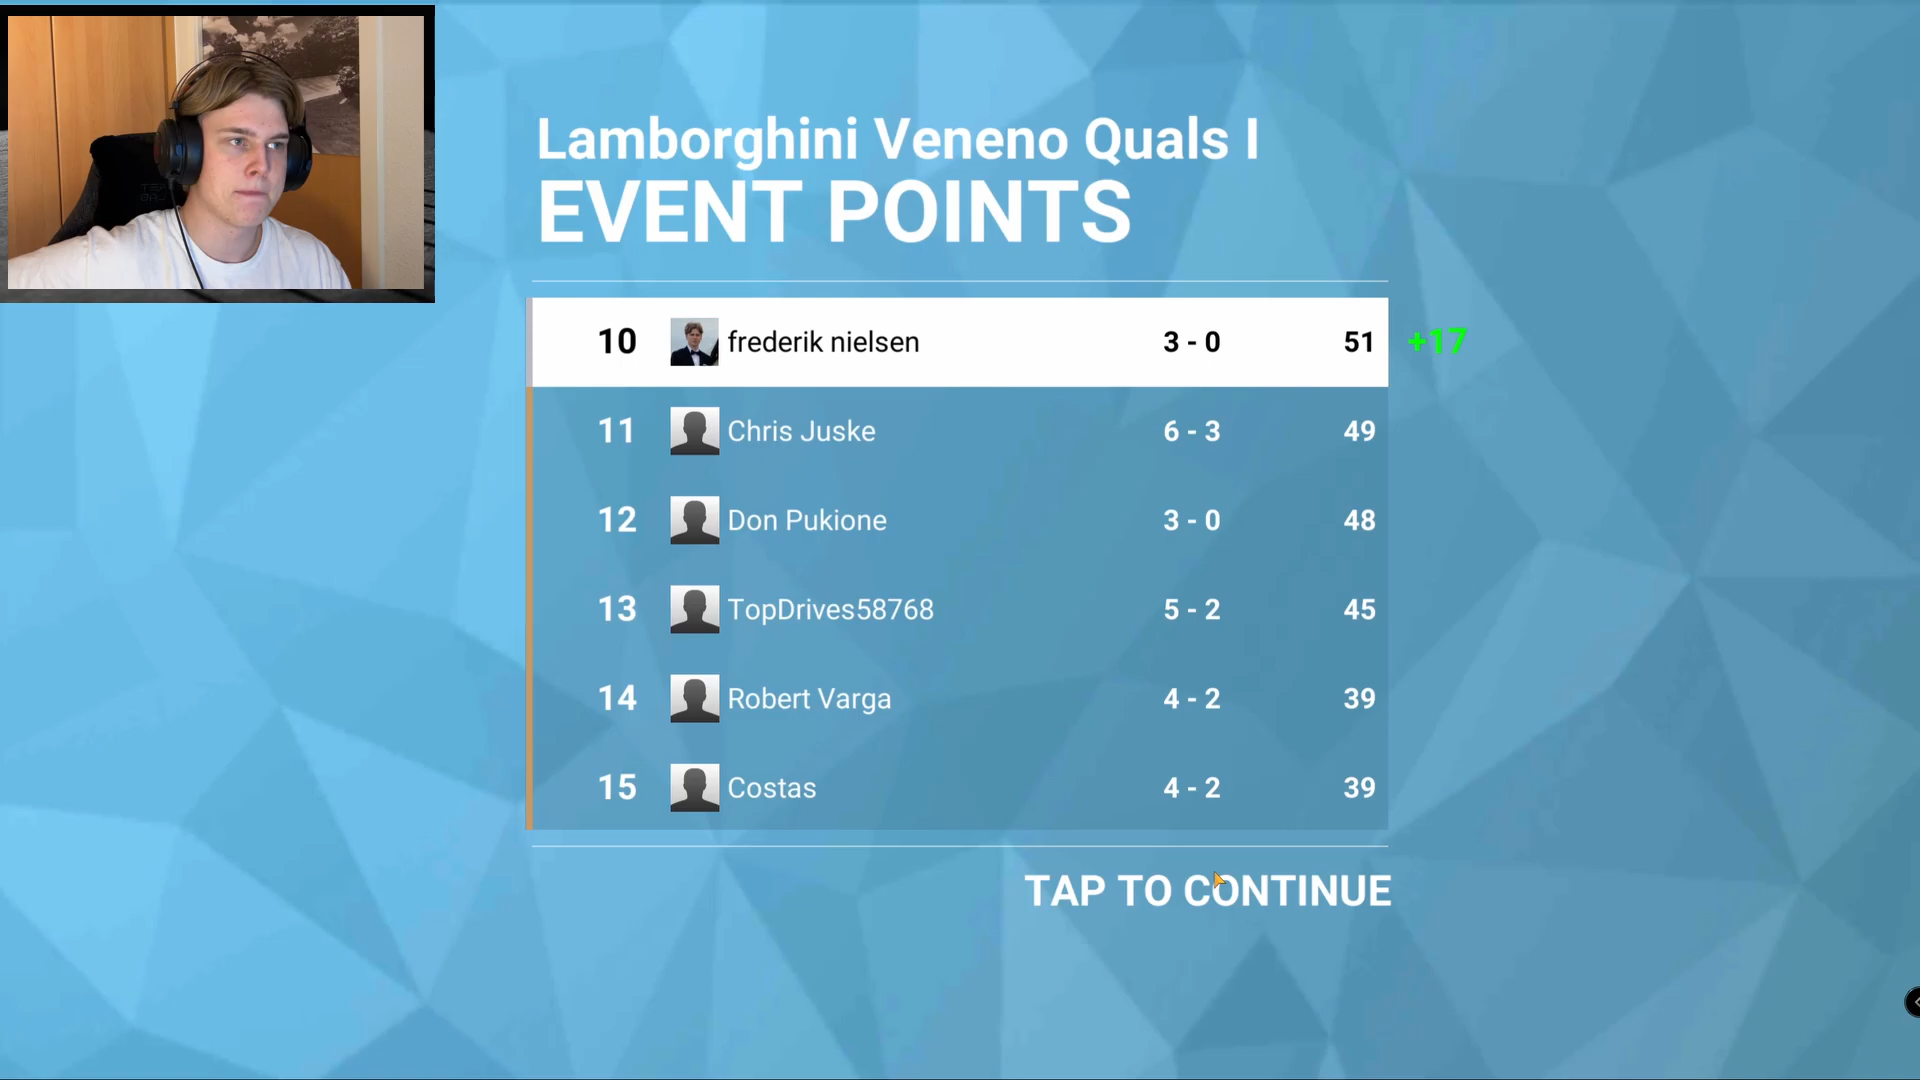 Lamborghini Veneno Quals I
EVENT POINTS
10 frederik nielsen 3 - 0 51 +17
11 Chris Juske 6 - 3 49
12 Don Pukione 3 - 0 48
13 TopDrives58768 5 - 2 45
14 Robert Varga 4 - 2 39
15 Costas 4 - 2 39
TAP TO CONTINUE